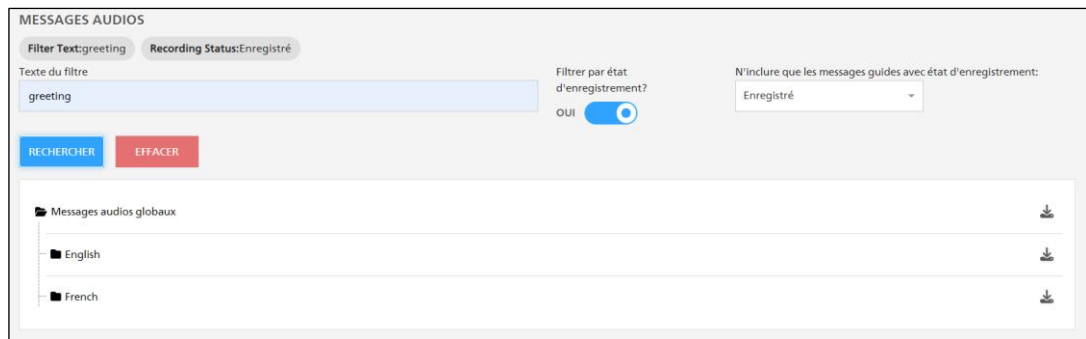 MESSAGES AUDIOS
Filter Text:greeting Recording Status:Enregistré
Texte du filtre
greeting
Filtrer par état
d'enregistrement?
OUI
N'inclure que les messages guides avec état d'enregistrement:
Enregistré
RECHERCHER EFFACER
Messages audios globaux
English
French